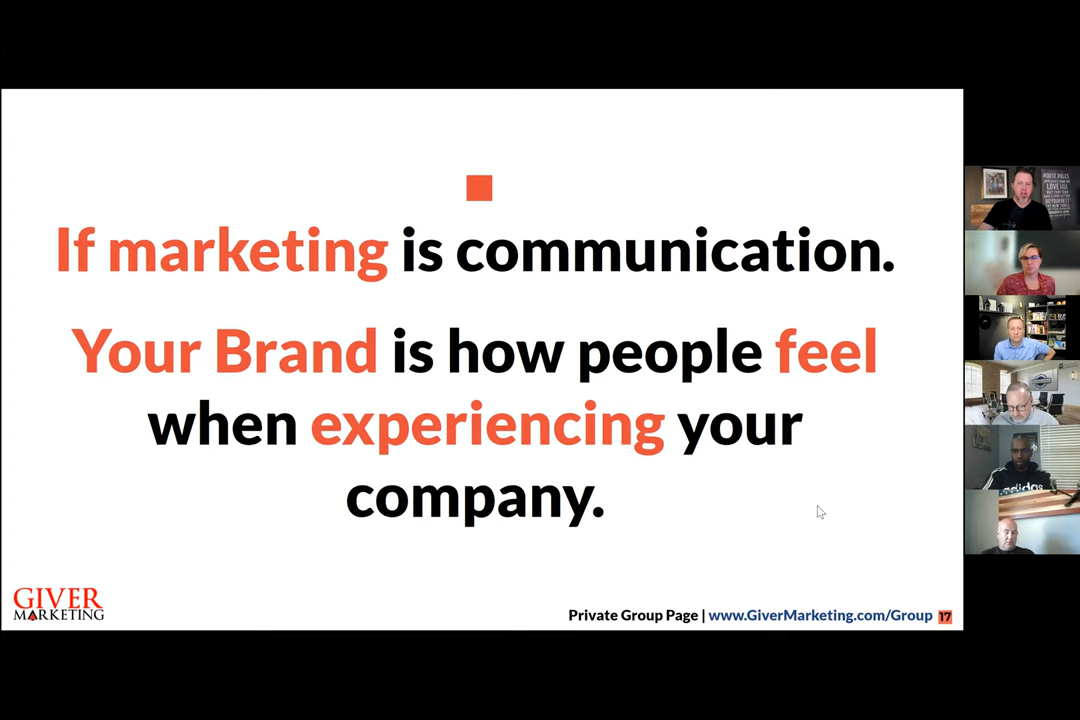 If marketing is communication.
Your Brand is how people feel
when experiencing your
company.
GIVER
MARKETING
Private Group Page | www.GiverMarketing.com/Group 17
adidas